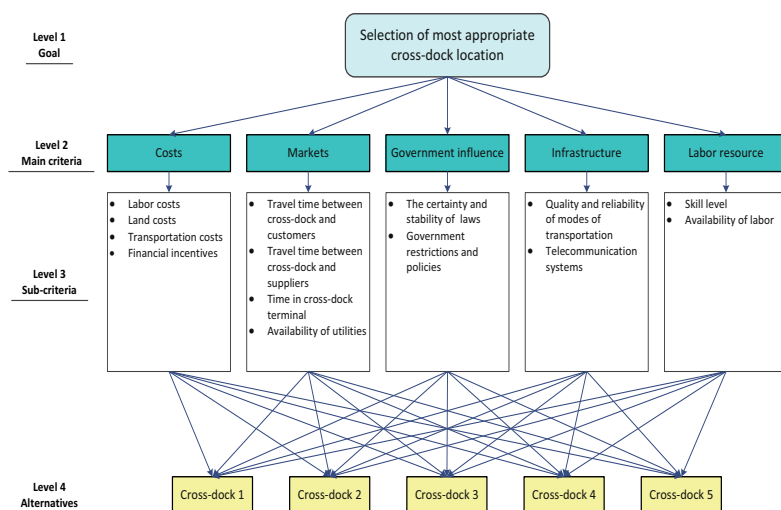 Level 1
Goal
Selection of most appropriate
cross-dock location
Level 2
Main criteria
Costs
Markets
Government influence
Infrastructure
Labor resource
Level 3
Sub-criteria
• Labor costs
• Land costs
• Transportation costs
• Financial incentives
• Travel time between
cross-dock and
customers
• Travel time between
cross-dock and
suppliers
• Time in cross-dock
terminal
• Availability of utilities
• The certainty and
stability of laws
• Government
restrictions and
policies
• Quality and reliability
of modes of
transportation
• Telecommunication
systems
• Skill level
• Availability of labor
Level 4
Alternatives
Cross-dock 1
Cross-dock 2
Cross-dock 3
Cross-dock 4
Cross-dock 5